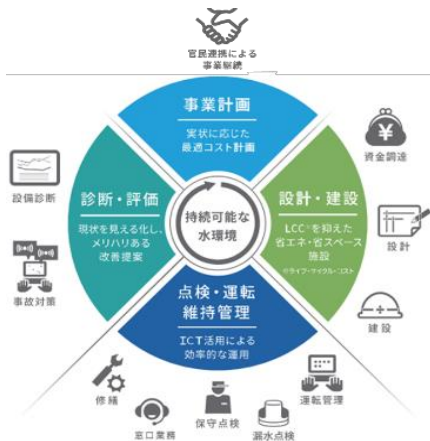 官民連携による
事業継続
事業計画
実状に応じた
最適コスト計画
資金調達
設備診断
診断・評価
現状を見える化し、
メリハリある
改善提案
持続可能な
水環境
設計・建設
LCC※を抑えた
省エネ・省スペース
施設
※ライフ・サイクル・コスト
設計
事故対策
点検・運転
維持管理
ICT活用による
効率的な運用
建設
修繕
窓口業務
保守点検
漏水点検
運転管理